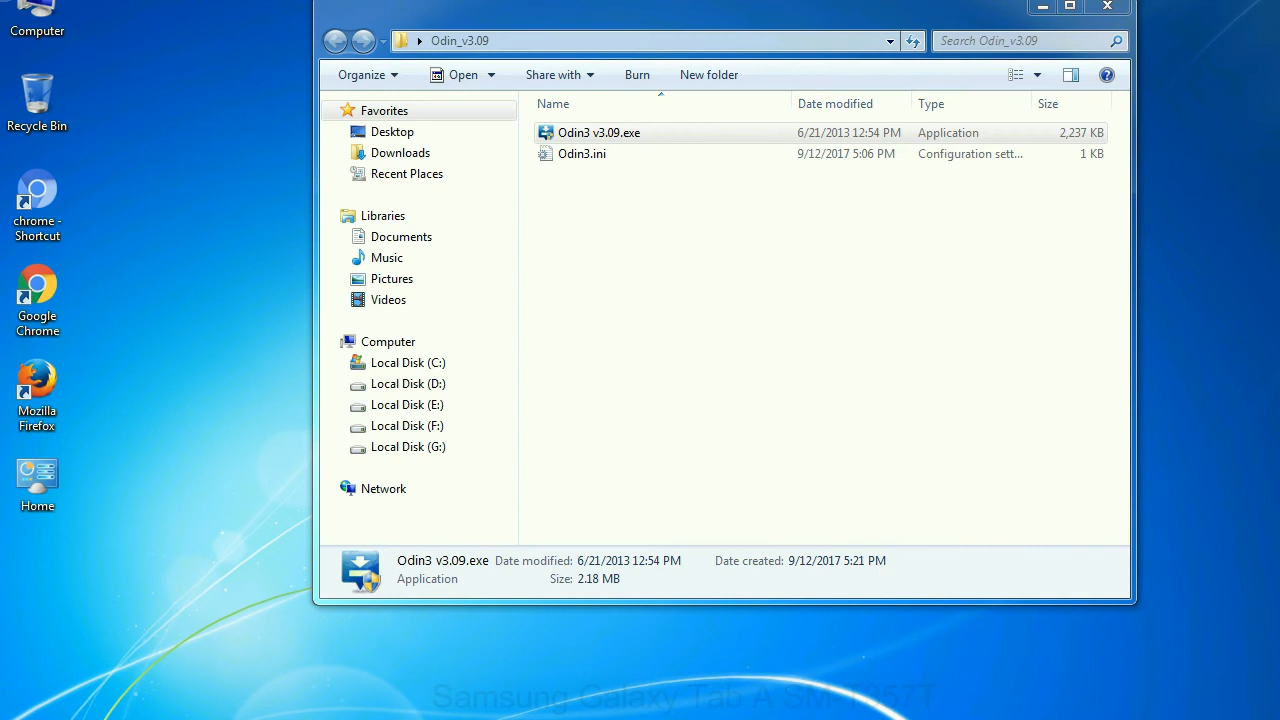 Computer
Recycle Bin
chrome -
Shortcut
Google
Chrome
Mozilla
Firefox
Home
Odin_v3.09
Search Odin_v3.09
Organize Open Share with Burn New folder
Name Date modified Type Size
Favorites
Desktop
Downloads
Recent Places
Libraries
Documents
Music
Pictures
Videos
Computer
Local Disk (C:)
Local Disk (D:)
Local Disk (E:)
Local Disk (F:)
Local Disk (G:)
Network
Odin3 v3.09.exe 6/21/2013 12:54 PM Application 2,237 KB
Odin3.ini 9/12/2017 5:06 PM Configuration sett... 1 KB
Odin3 v3.09.exe Date modified: 6/21/2013 12:54 PM Date created: 9/12/2017 5:21 PM
Application Size: 2.18 MB
Samsung Galaxy Tab A